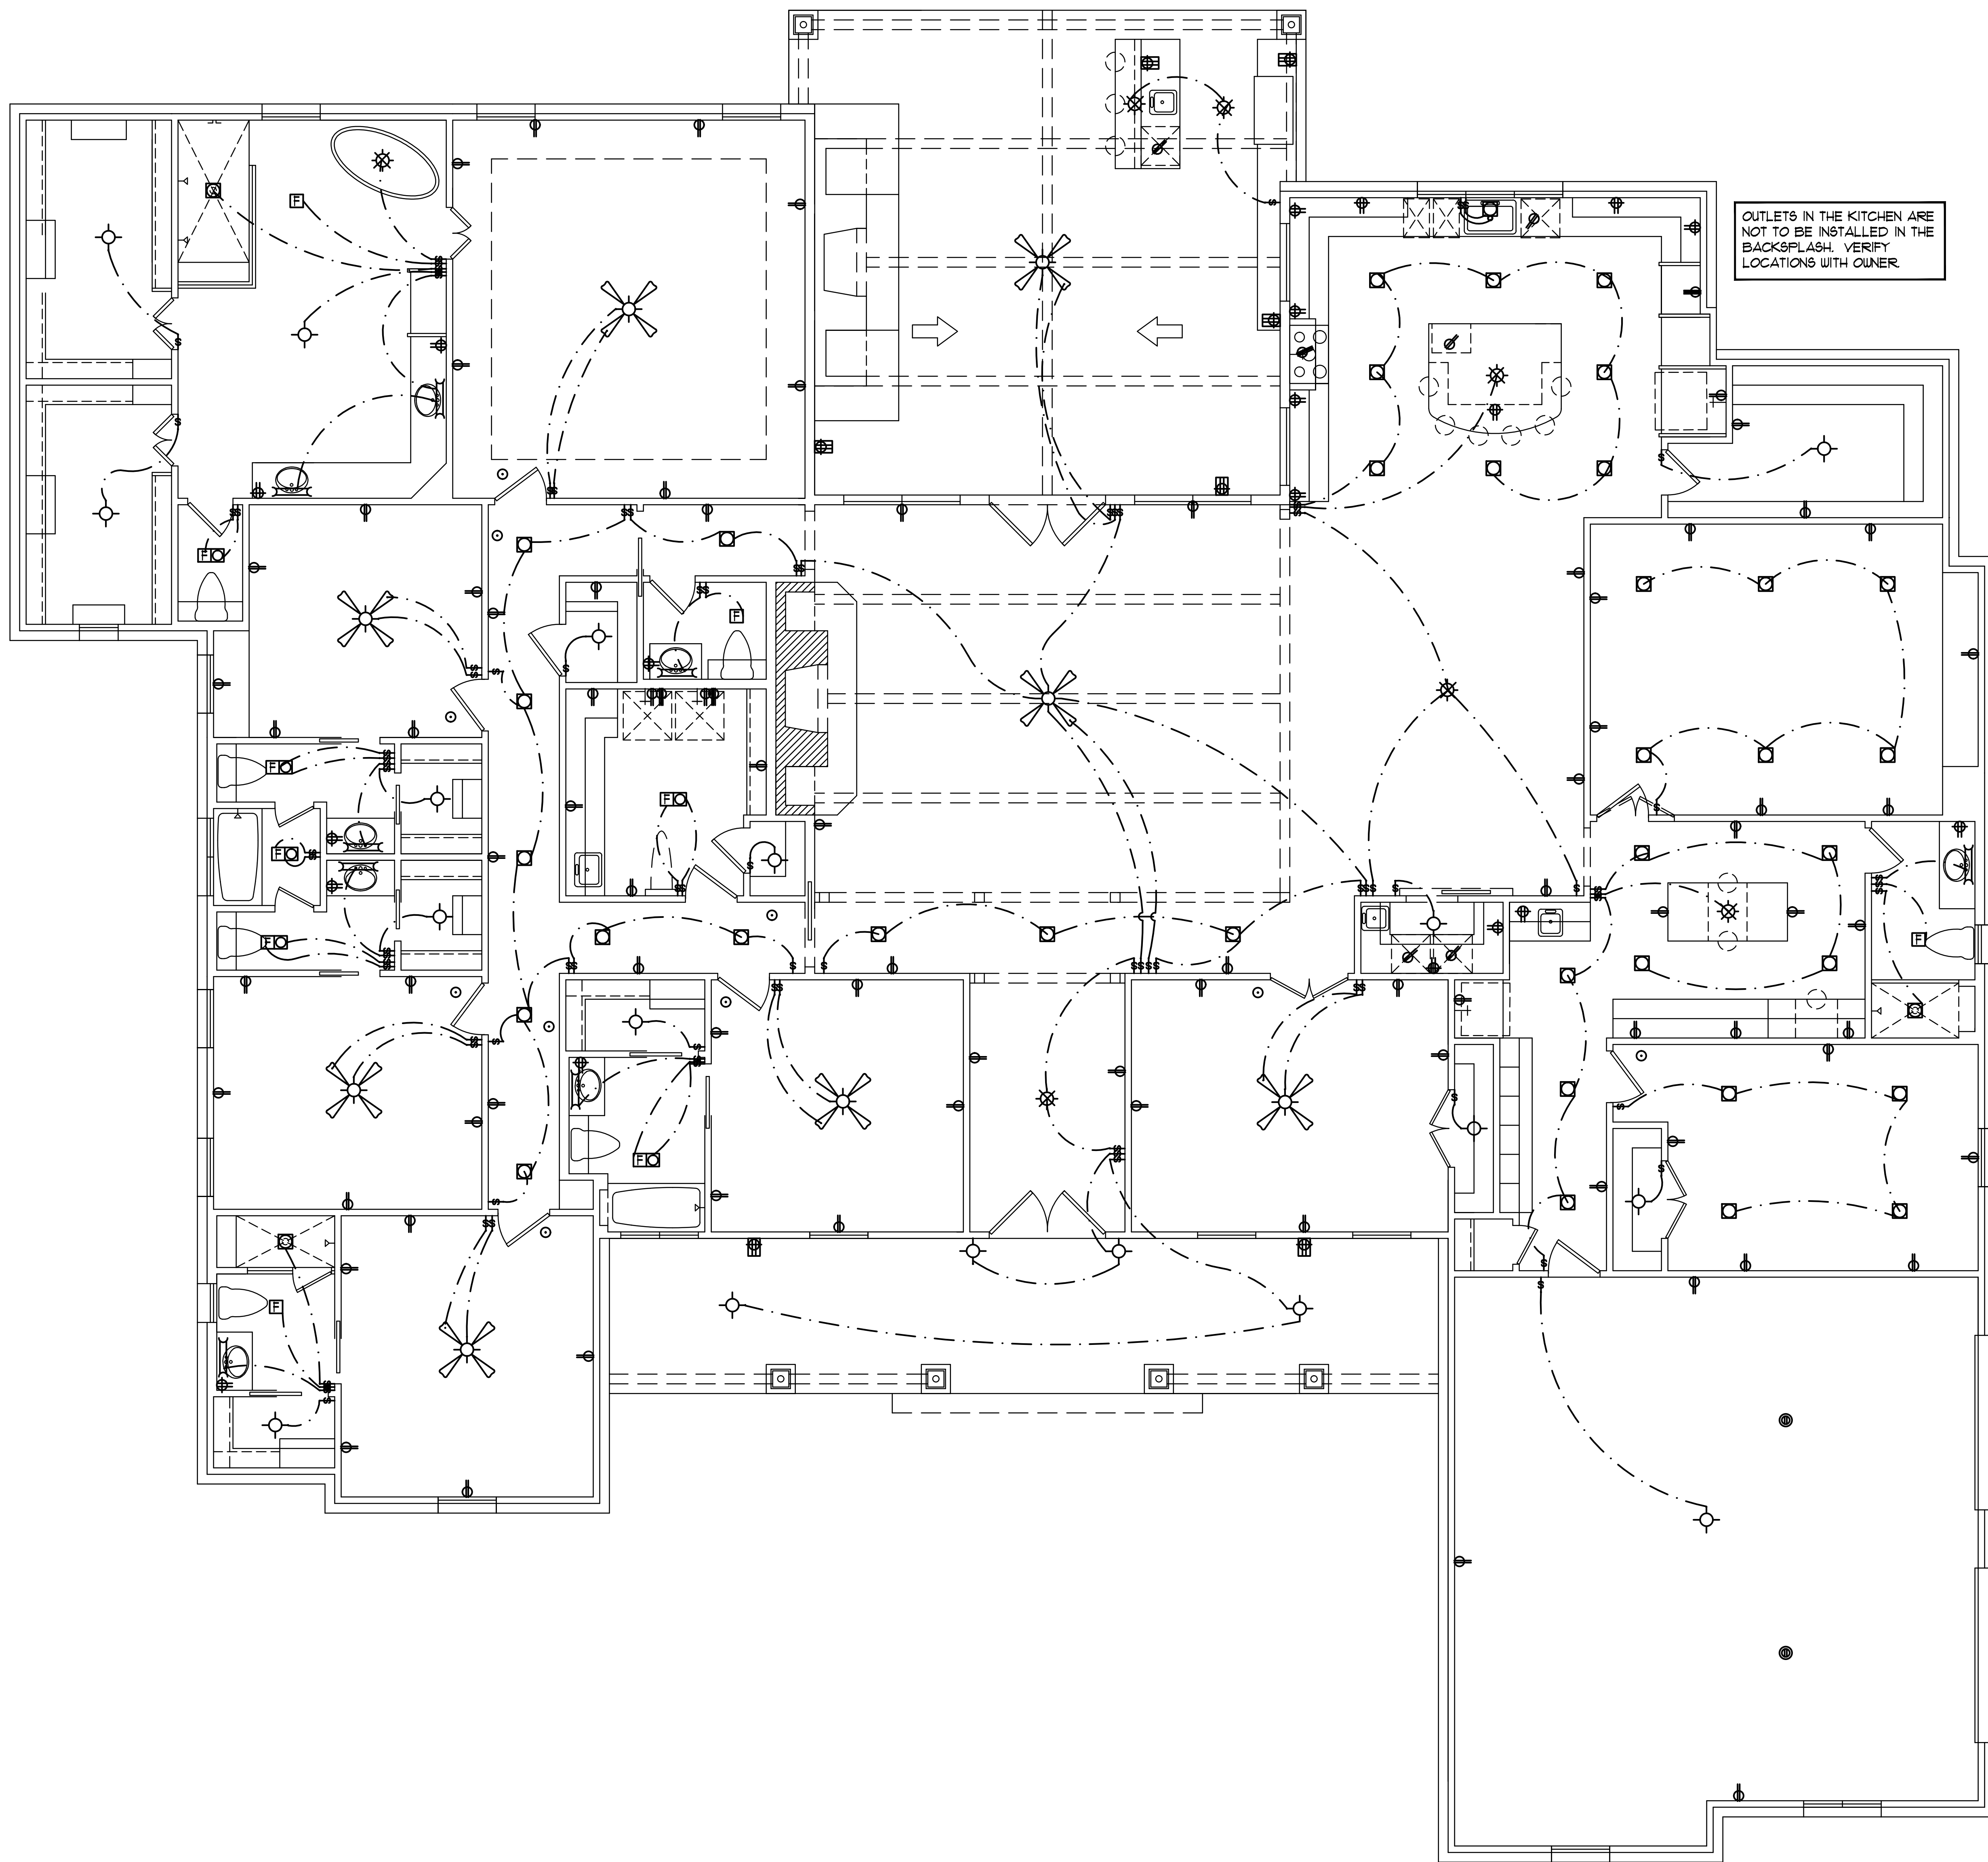 OUTLETS IN THE KITCHEN ARE
NOT TO BE INSTALLED IN THE
BACKSPLASH. VERIFY
LOCATIONS WITH OWNER.